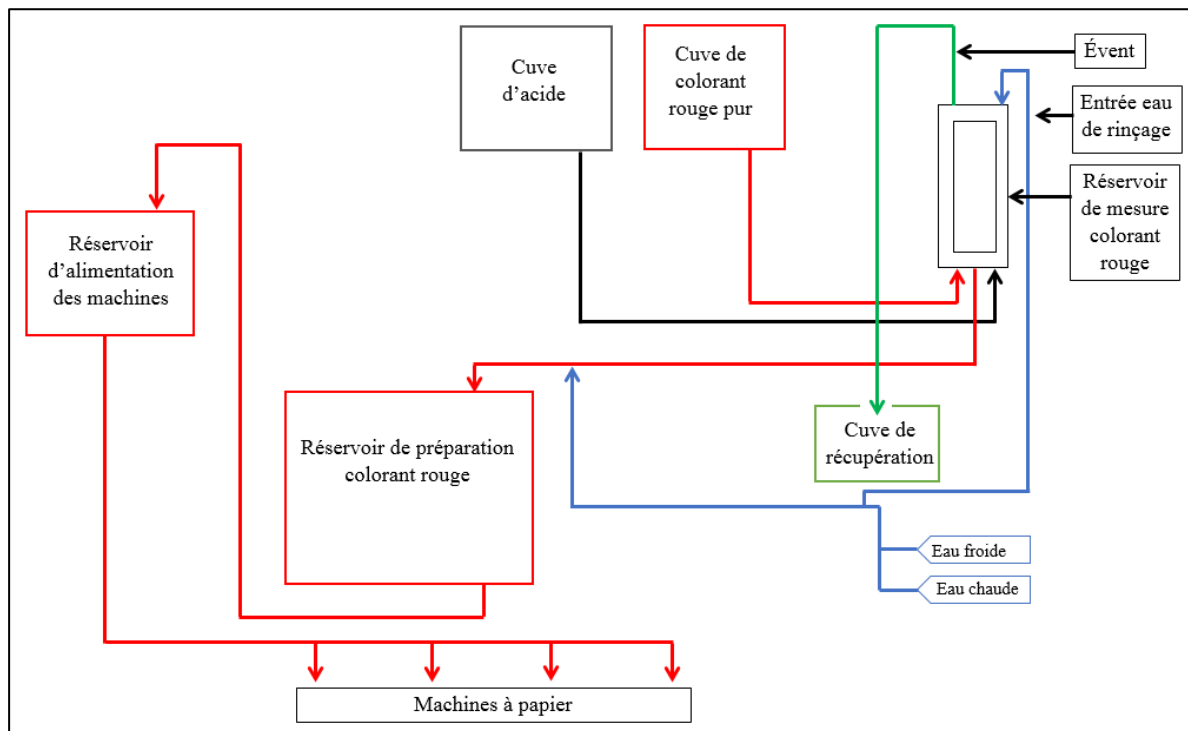 Cuve
d’acide
Cuve de
colorant
rouge pur
Évent
Entrée eau
de rinçage
Réservoir
de mesure
colorant
rouge
Réservoir
d’alimentation
des machines
Réservoir de préparation
colorant rouge
Cuve de
récupération
Eau froide
Eau chaude
Machines à papier